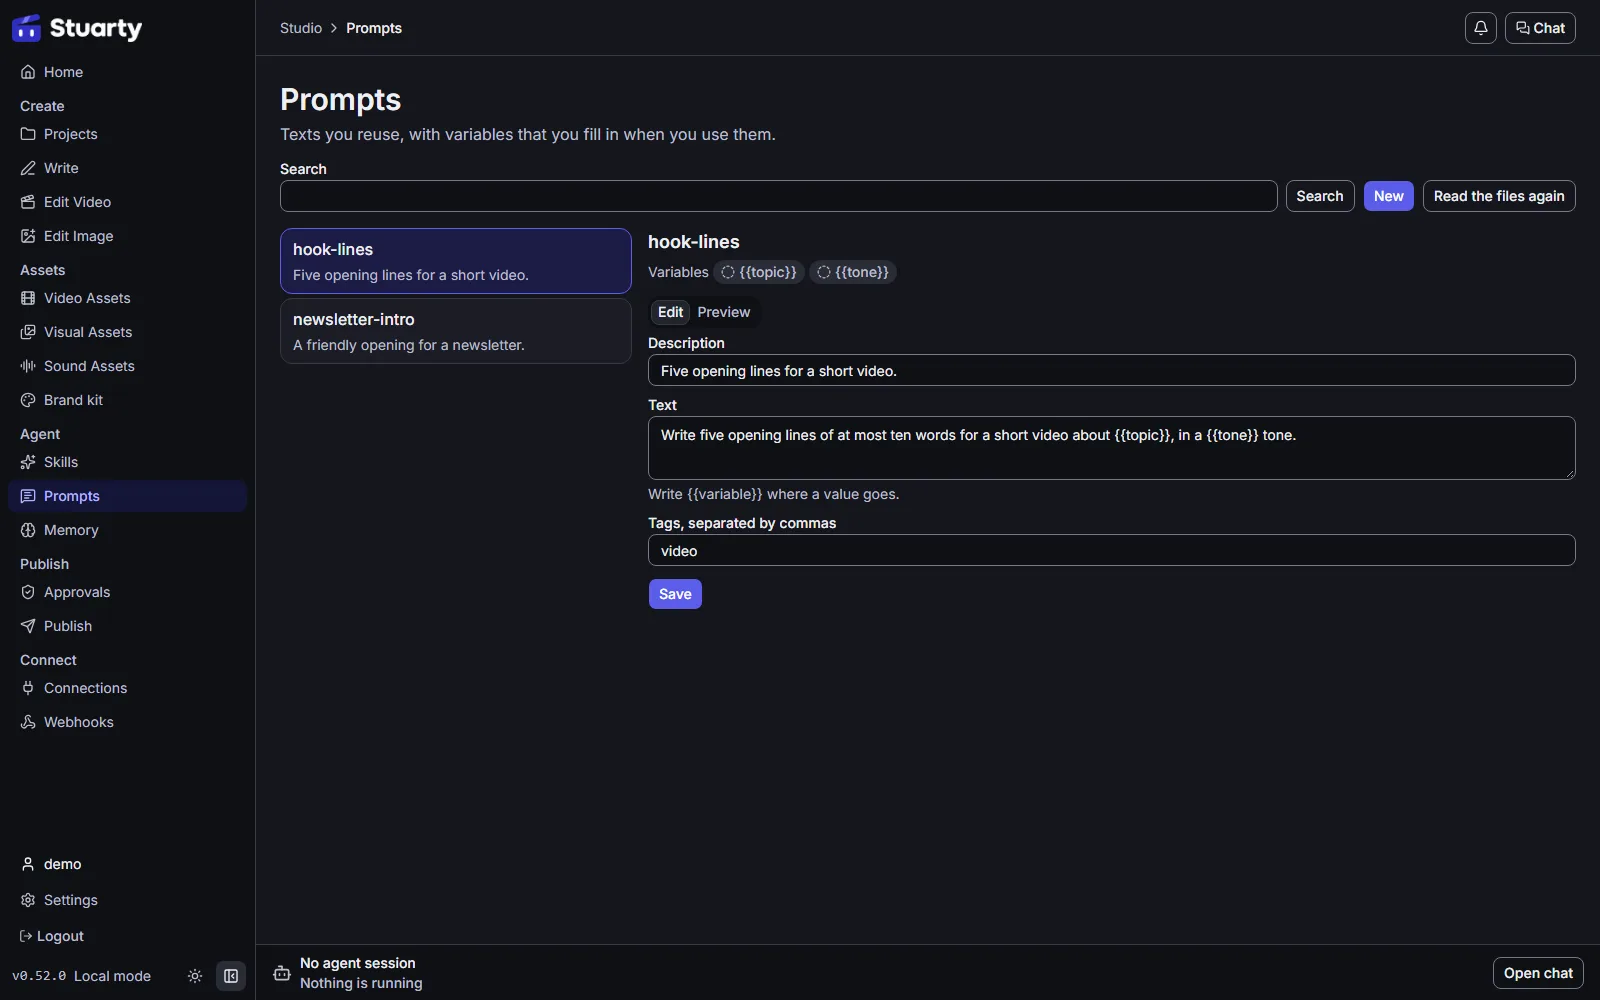 Stuarty
Home
Create
Projects
Write
Edit Video
Edit Image
Assets
Video Assets
Visual Assets
Sound Assets
Brand kit
Agent
Skills
Prompts
Memory
Publish
Approvals
Publish
Connect
Connections
Webhooks
demo
Settings
Logout
v0.52.0 Local mode
Studio > Prompts
Chat
Prompts
Texts you reuse, with variables that you fill in when you use them.
Search
Search
New
Read the files again
hook-lines
Five opening lines for a short video.
newsletter-intro
A friendly opening for a newsletter.
hook-lines
Variables {{topic}} {{tone}}
Edit Preview
Description
Five opening lines for a short video.
Text
Write five opening lines of at most ten words for a short video about {{topic}}, in a {{tone}} tone.
Write {{variable}} where a value goes.
Tags, separated by commas
video
Save
No agent session
Nothing is running
Open chat